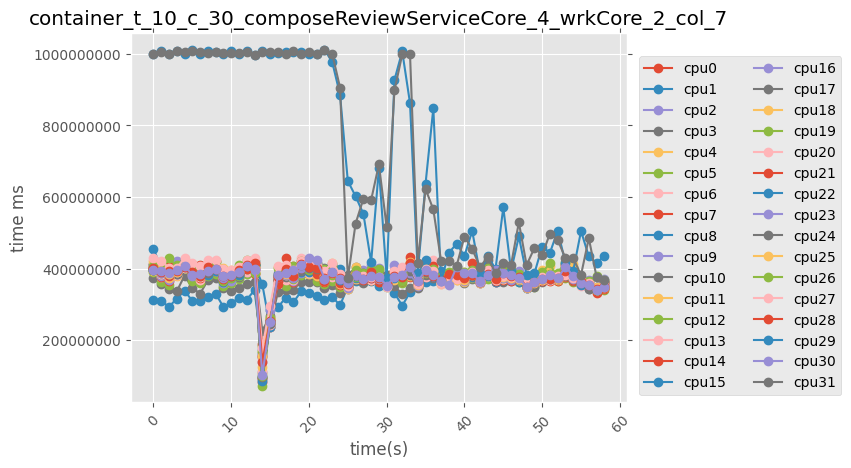 container_t_10_c_30_composeReviewServiceCore_4_wrkCore_2_col_7
1000000000
800000000
600000000
400000000
200000000
time ms
0
10
20
30
40
50
60
time(s)
cpu0
cpu1
cpu2
cpu3
cpu4
cpu5
cpu6
cpu7
cpu8
cpu9
cpu10
cpu11
cpu12
cpu13
cpu14
cpu15
cpu16
cpu17
cpu18
cpu19
cpu20
cpu21
cpu22
cpu23
cpu24
cpu25
cpu26
cpu27
cpu28
cpu29
cpu30
cpu31